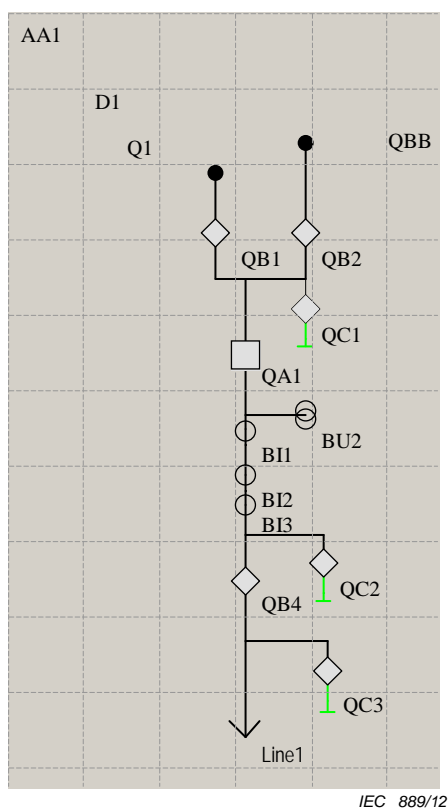 AA1
D1
Q1
QBB
QB1
QB2
QC1
QA1
BU2
BI1
BI2
BI3
QC2
QB4
QC3
Line1
IEC 889/12